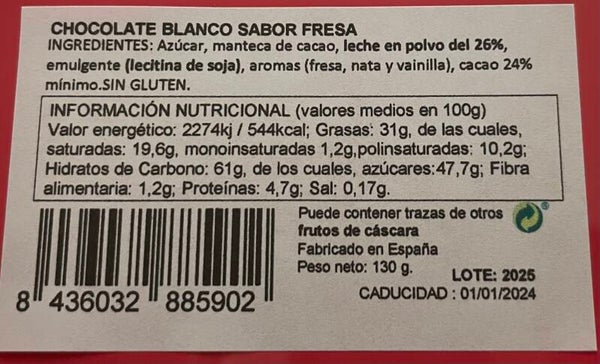 CHOCOLATE BLANCO SABOR FRESA
INGREDIENTES: Azúcar, manteca de cacao, leche en polvo del 26%,
emulgente (lecitina de soja), aromas (fresa, nata y vainilla), cacao 24%
mínimo.SIN GLUTEN.
INFORMACIÓN NUTRICIONAL (valores medios en 100g)
Valor energético: 2274kj / 544kcal; Grasas: 31g, de las cuales,
saturadas: 19,6g, monoinsaturadas 1,2g,polinsaturadas: 10,2g;
Hidratos de Carbono: 61g, de los cuales, azúcares:47,7g; Fibra
alimentaria: 1,2g; Proteínas: 4,7g; Sal: 0,17g.
Puede contener trazas de otros
frutos de cáscara
Fabricado en España
Peso neto: 130 g.
LOTE: 2025
CADUCIDAD : 01/01/2024
8 436032 885902